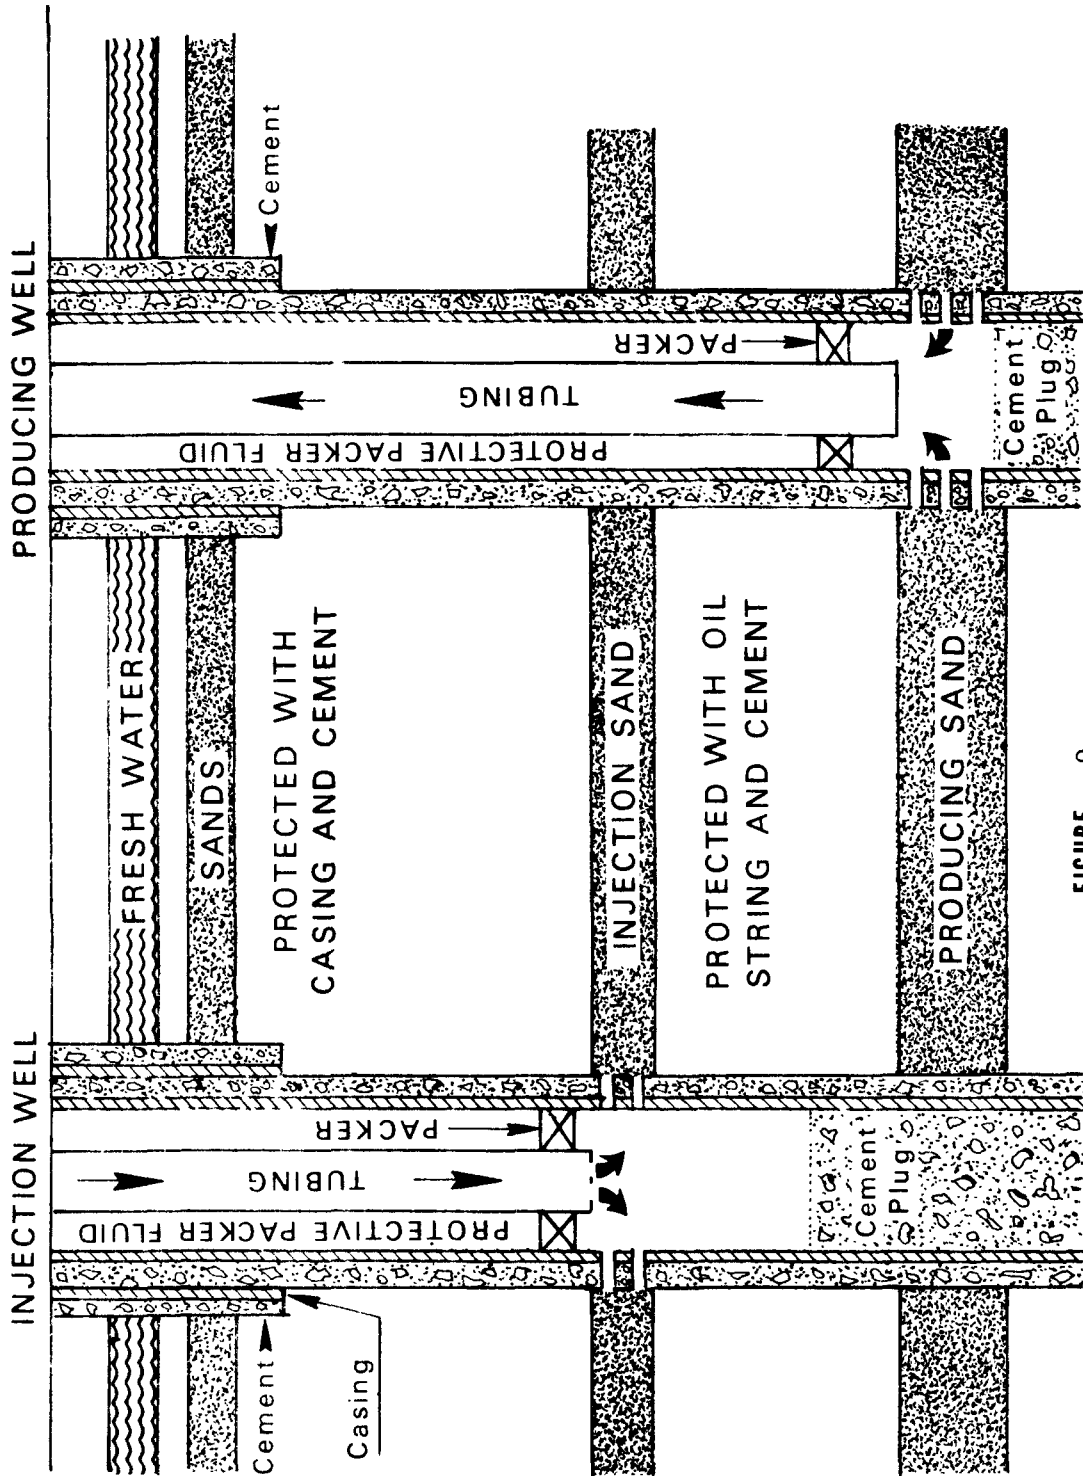 INJECTION WELL
PRODUCING WELL
FRESH WATER
SANDS
Cement
Casing
Cement
PROTECTED WITH
CASING AND CEMENT
PROTECTIVE PACKER FLUID
TUBING
PACKER
PROTECTIVE PACKER FLUID
TUBING
PACKER
INJECTION SAND
PROTECTED WITH OIL
STRING AND CEMENT
Cement
Plug
PRODUCING SAND
Cement
Plug
FIGURE